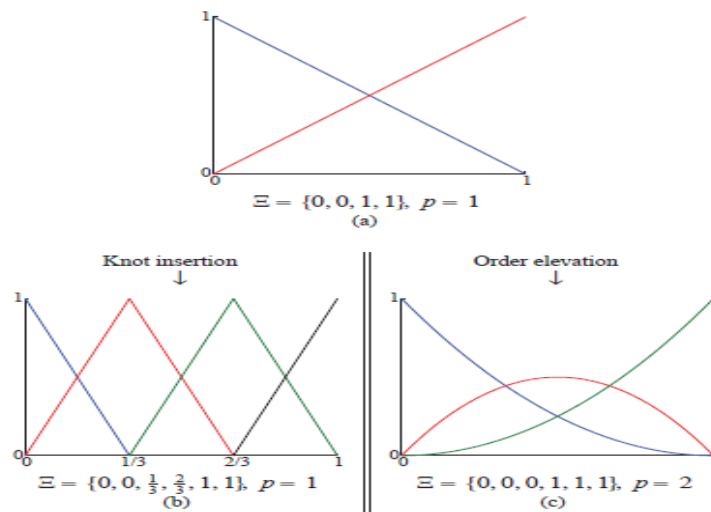 1
0
0 1
Ξ = {0, 0, 1, 1}, p = 1
(a)
Knot insertion
↓
1
0
0 1/3 2/3 1
Ξ = {0, 0, 1/3, 2/3, 1, 1}, p = 1
(b)
Order elevation
↓
1
0
0 1
Ξ = {0, 0, 0, 1, 1, 1}, p = 2
(c)